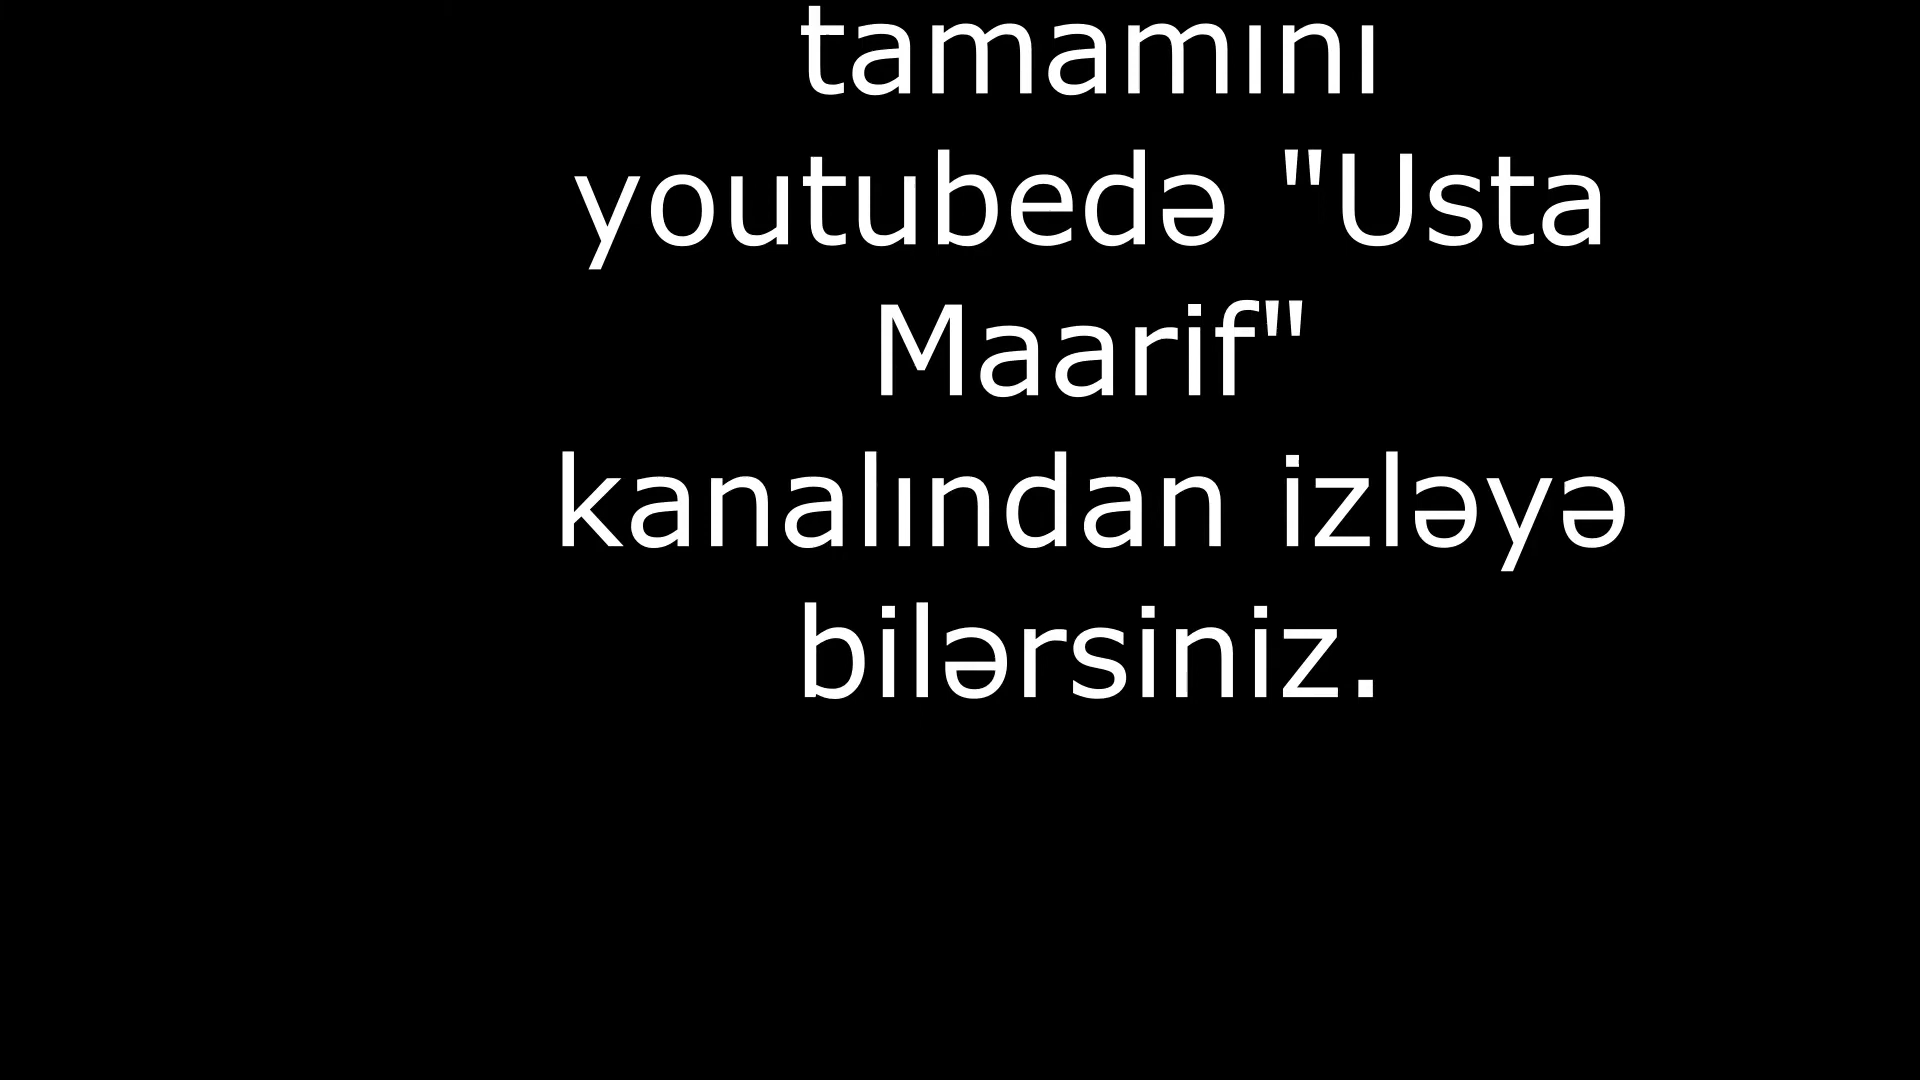 tamamını
youtubedə "Usta
Maarif"
kanalından izləyə
bilərsiniz.